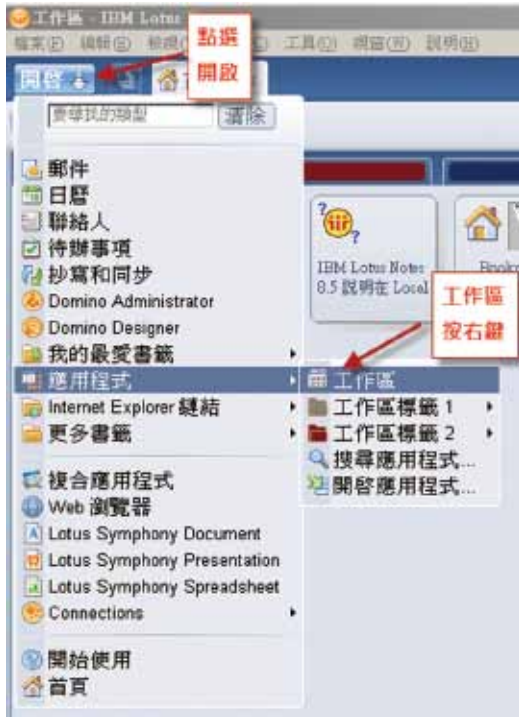 工作區 - IBM Lotus
檔案(F) 編輯(E) 檢視 工具(O) 視窗(W) 說明(H)
點選
開啟
開啓
要尋找的類型 清除
郵件
日曆
聯絡人
待辦事項
抄寫和同步
Domino Administrator
Domino Designer
我的最愛書籤
應用程式
Internet Explorer 鏈結
更多書籤
複合應用程式
Web 瀏覽器
Lotus Symphony Document
Lotus Symphony Presentation
Lotus Symphony Spreadsheet
Connections
開始使用
首頁
IBM Lotus Notes
8.5 說明在 Local
工作區
按右鍵
工作區
工作區標籤 1
工作區標籤 2
搜尋應用程式...
開啓應用程式...